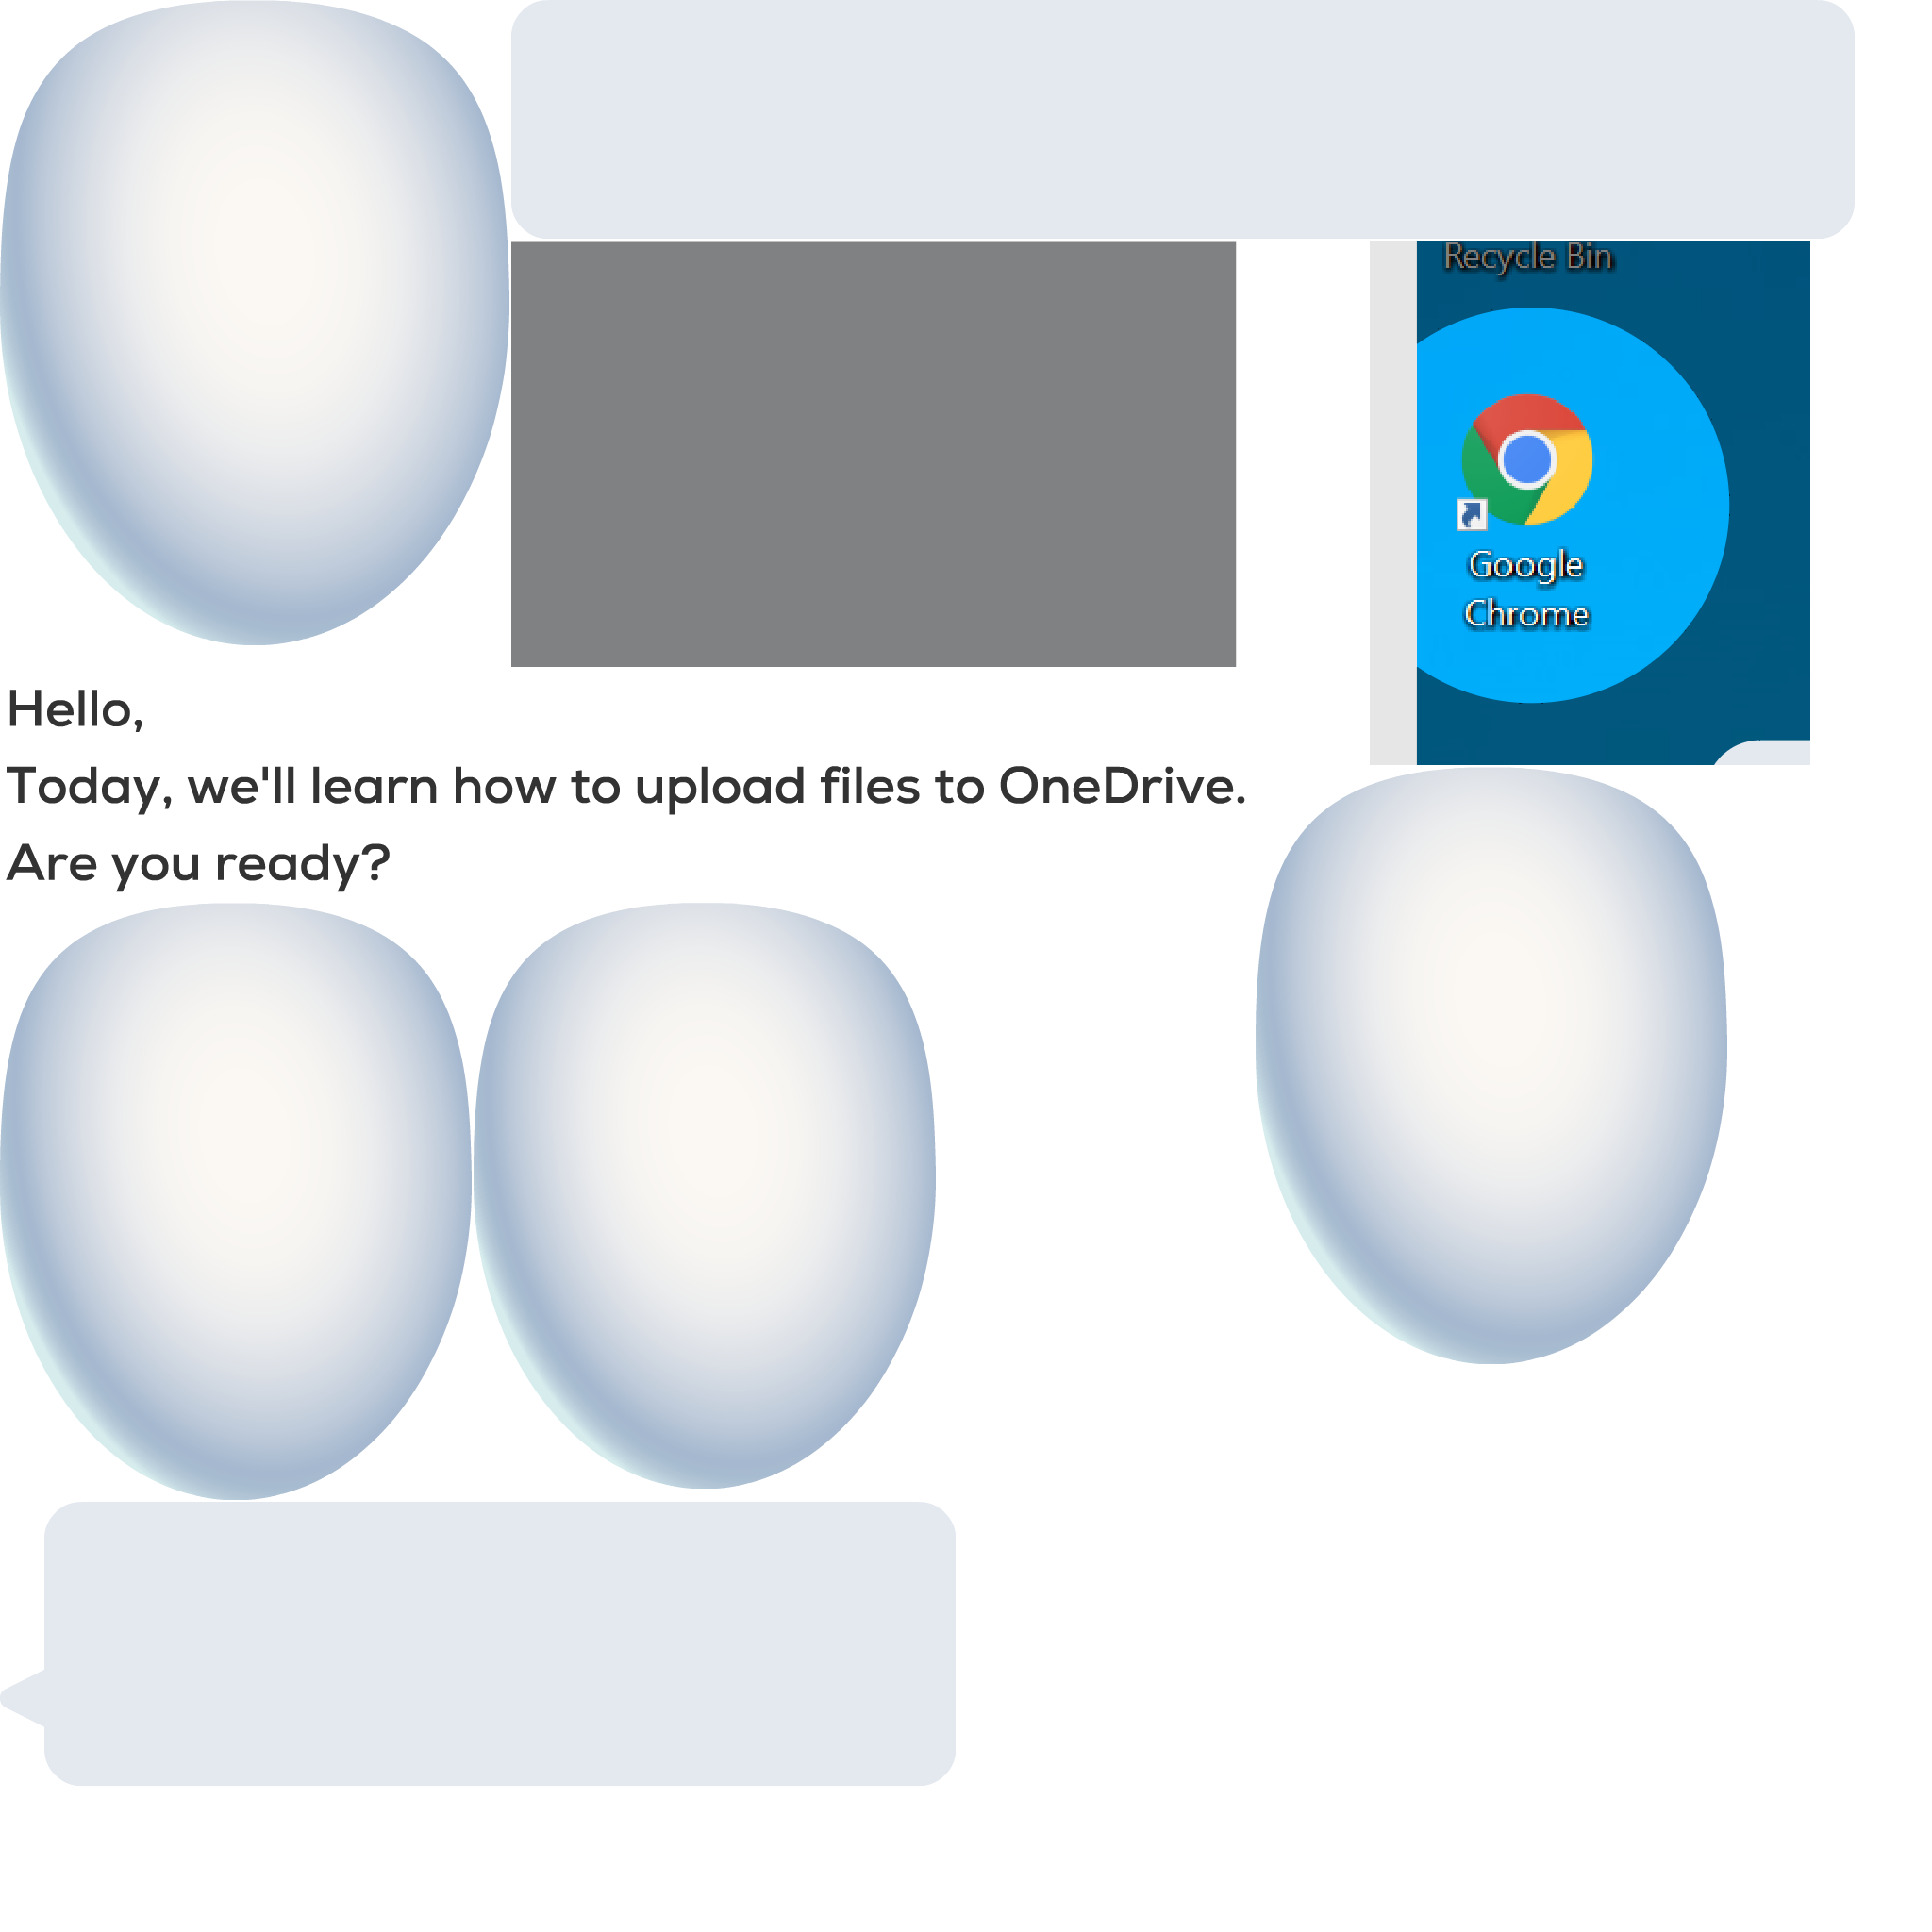 Recycle Bin
Google
Chrome
Hello,
Today, we'll learn how to upload files to OneDrive.
Are you ready?